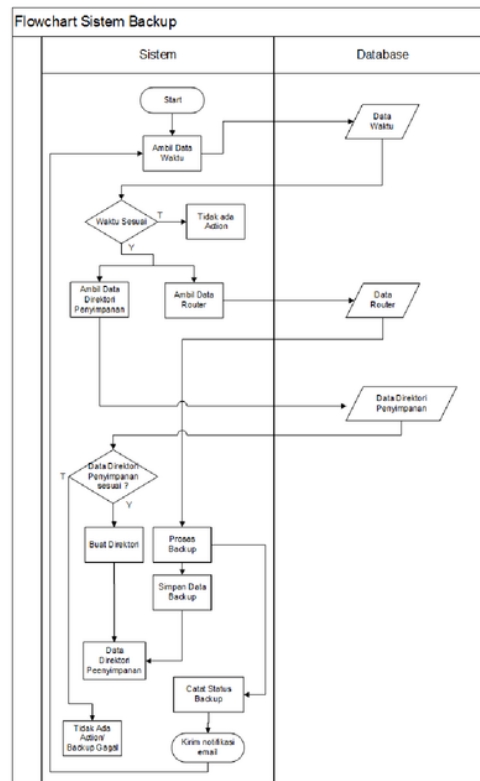 Flowchart Sistem Backup
Sistem
Database
Start
Data
Waktu
Ambil Data
Waktu
Waktu Sesuai
T
Tidak ada
Action
Y
Ambil Data
Direktori
Penyimpanan
Ambil Data
Router
Data
Router
Data Direktori
Penyimpanan
Data Direktori
Penyimpanan
sesuai ?
T
Y
Buat Direktori
Proses
Backup
Simpan Data
Backup
Data
Direktori
Peenyimpanan
Catat Status
Backup
Tidak Ada
Action/
Backup Gagal
Kirim notifikasi
email